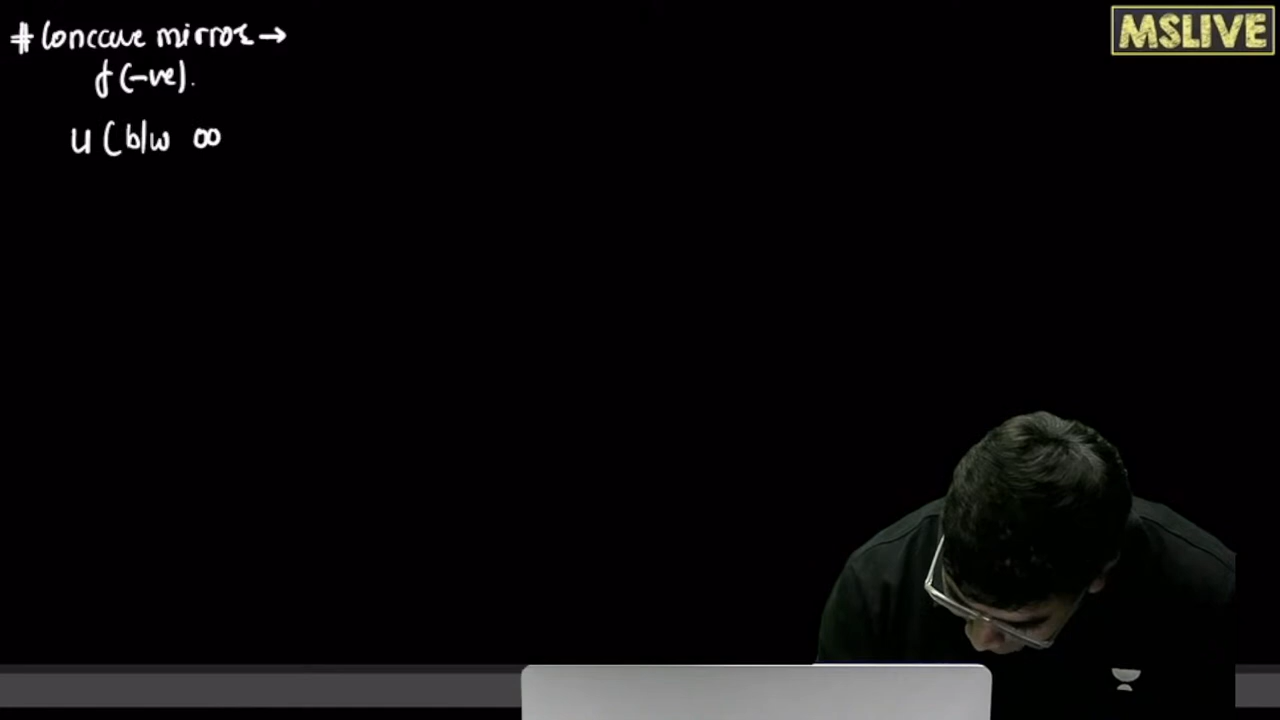 # Concave mirror →
f (-ve).
u (b/w ∞
MSLIVE